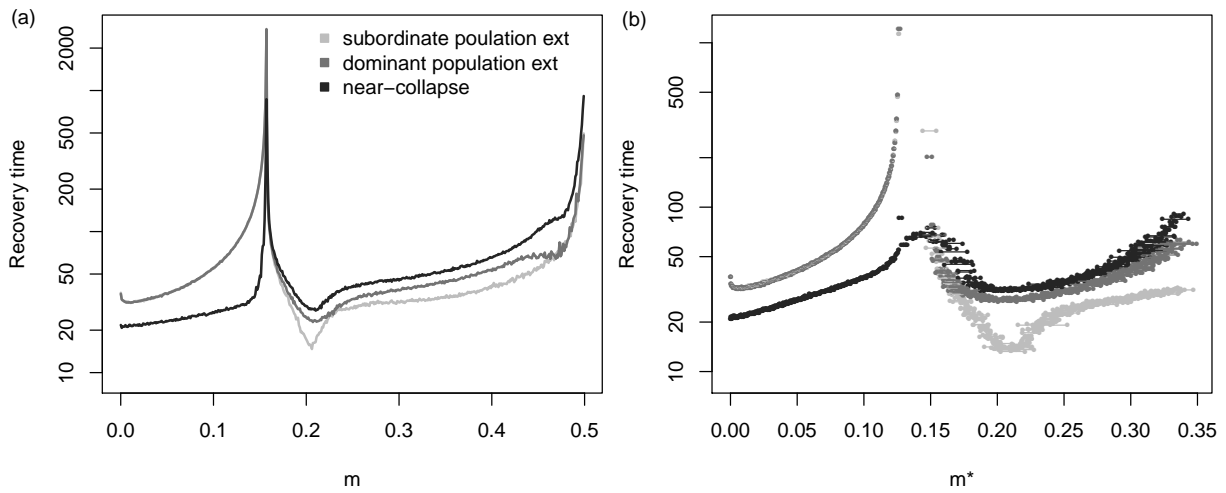 (a)
subordinate poulation ext
dominant population ext
near−collapse
Recovery time
2000
500
200
50
20
10
0.0 0.1 0.2 0.3 0.4 0.5
m
(b)
Recovery time
500
100
50
20
10
0.00 0.05 0.10 0.15 0.20 0.25 0.30 0.35
m*